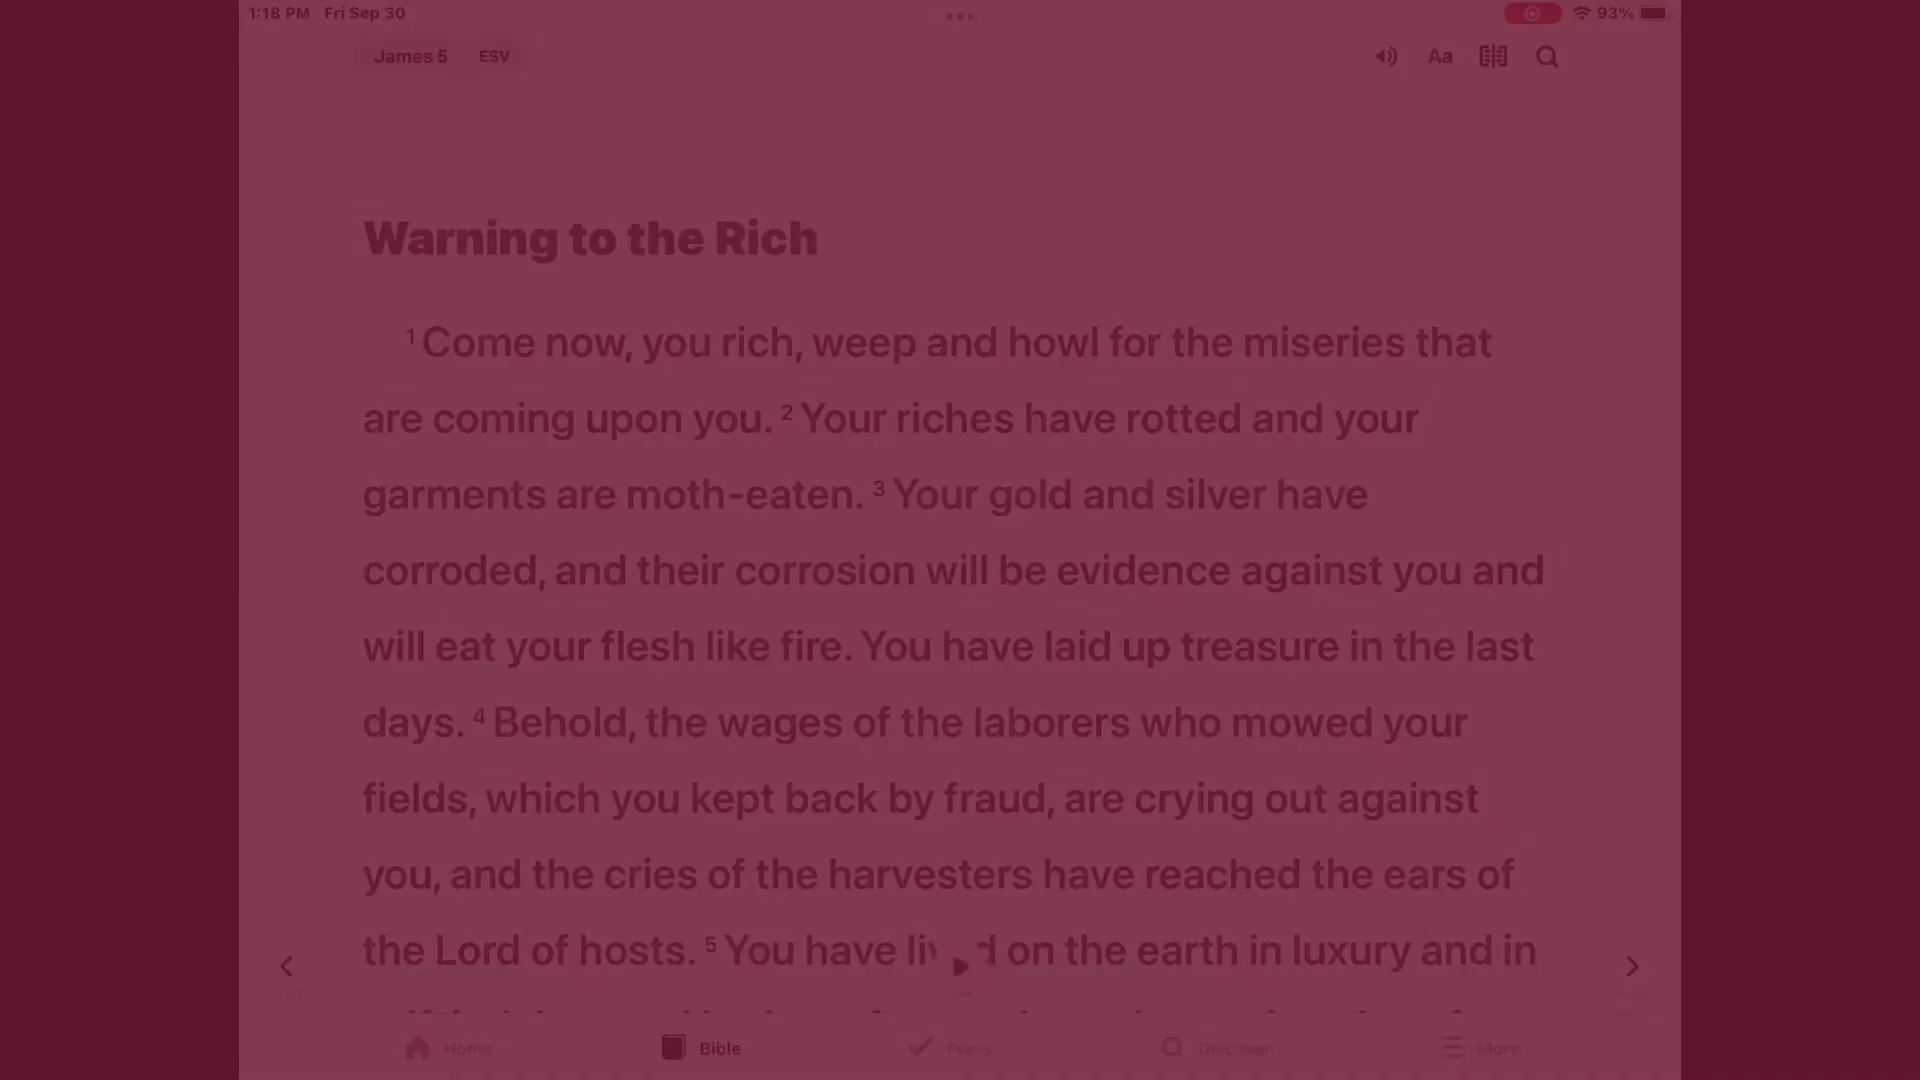 1:18 PM Fri Sep 30
93%
James 5 ESV
Aa
Warning to the Rich
1 Come now, you rich, weep and howl for the miseries that
are coming upon you. 2 Your riches have rotted and your
garments are moth-eaten. 3 Your gold and silver have
corroded, and their corrosion will be evidence against you and
will eat your flesh like fire. You have laid up treasure in the last
days. 4 Behold, the wages of the laborers who mowed your
fields, which you kept back by fraud, are crying out against
you, and the cries of the harvesters have reached the ears of
the Lord of hosts. 5 You have on the earth in luxury and in
Home Bible Plans Discover More